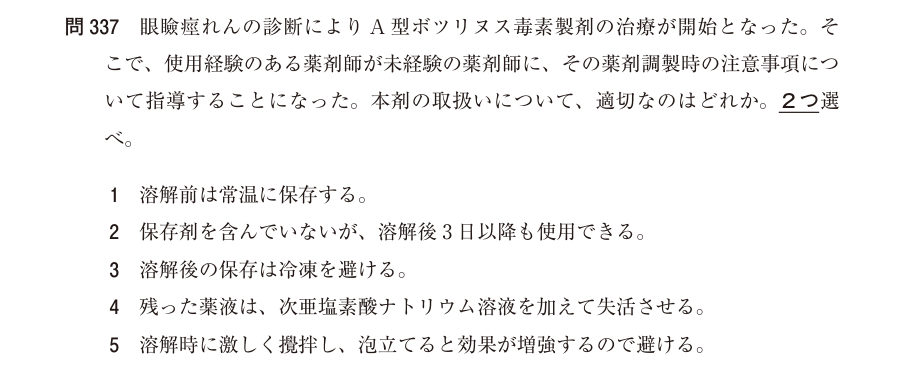 問 337 眼瞼痙れんの診断により A 型ボツリヌス毒素製剤の治療が開始となった。そ
こで、使用経験のある薬剤師が未経験の薬剤師に、その薬剤調製時の注意事項につ
いて指導することになった。本剤の取扱いについて、適切なのはどれか。２つ選
べ。
1 溶解前は常温に保存する。
2 保存剤を含んでいないが、溶解後 3 日以降も使用できる。
3 溶解後の保存は冷凍を避ける。
4 残った薬液は、次亜塩素酸ナトリウム溶液を加えて失活させる。
5 溶解時に激しく攪拌し、泡立てると効果が増強するので避ける。